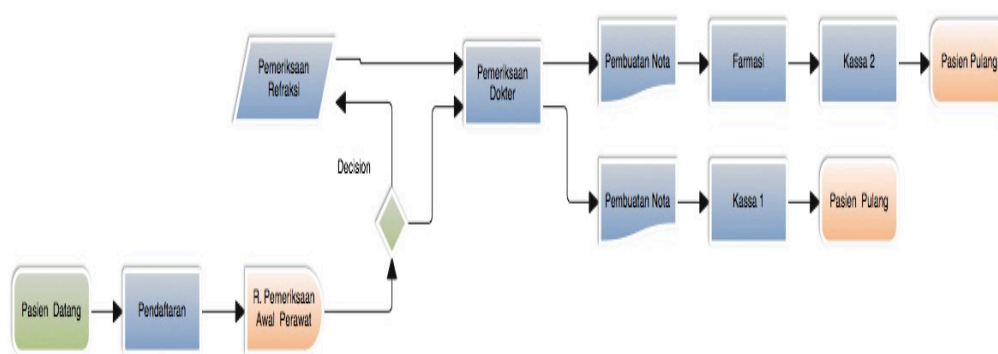 Pemeriksaan
Refraksi
Pemeriksaan
Dokter
Pembuatan Nota
Farmasi
Kassa 2
Pasien Pulang
Decision
Pembuatan Nota
Kassa 1
Pasien Pulang
Pasien Datang
Pendaftaran
R. Pemeriksaan
Awal Perawat